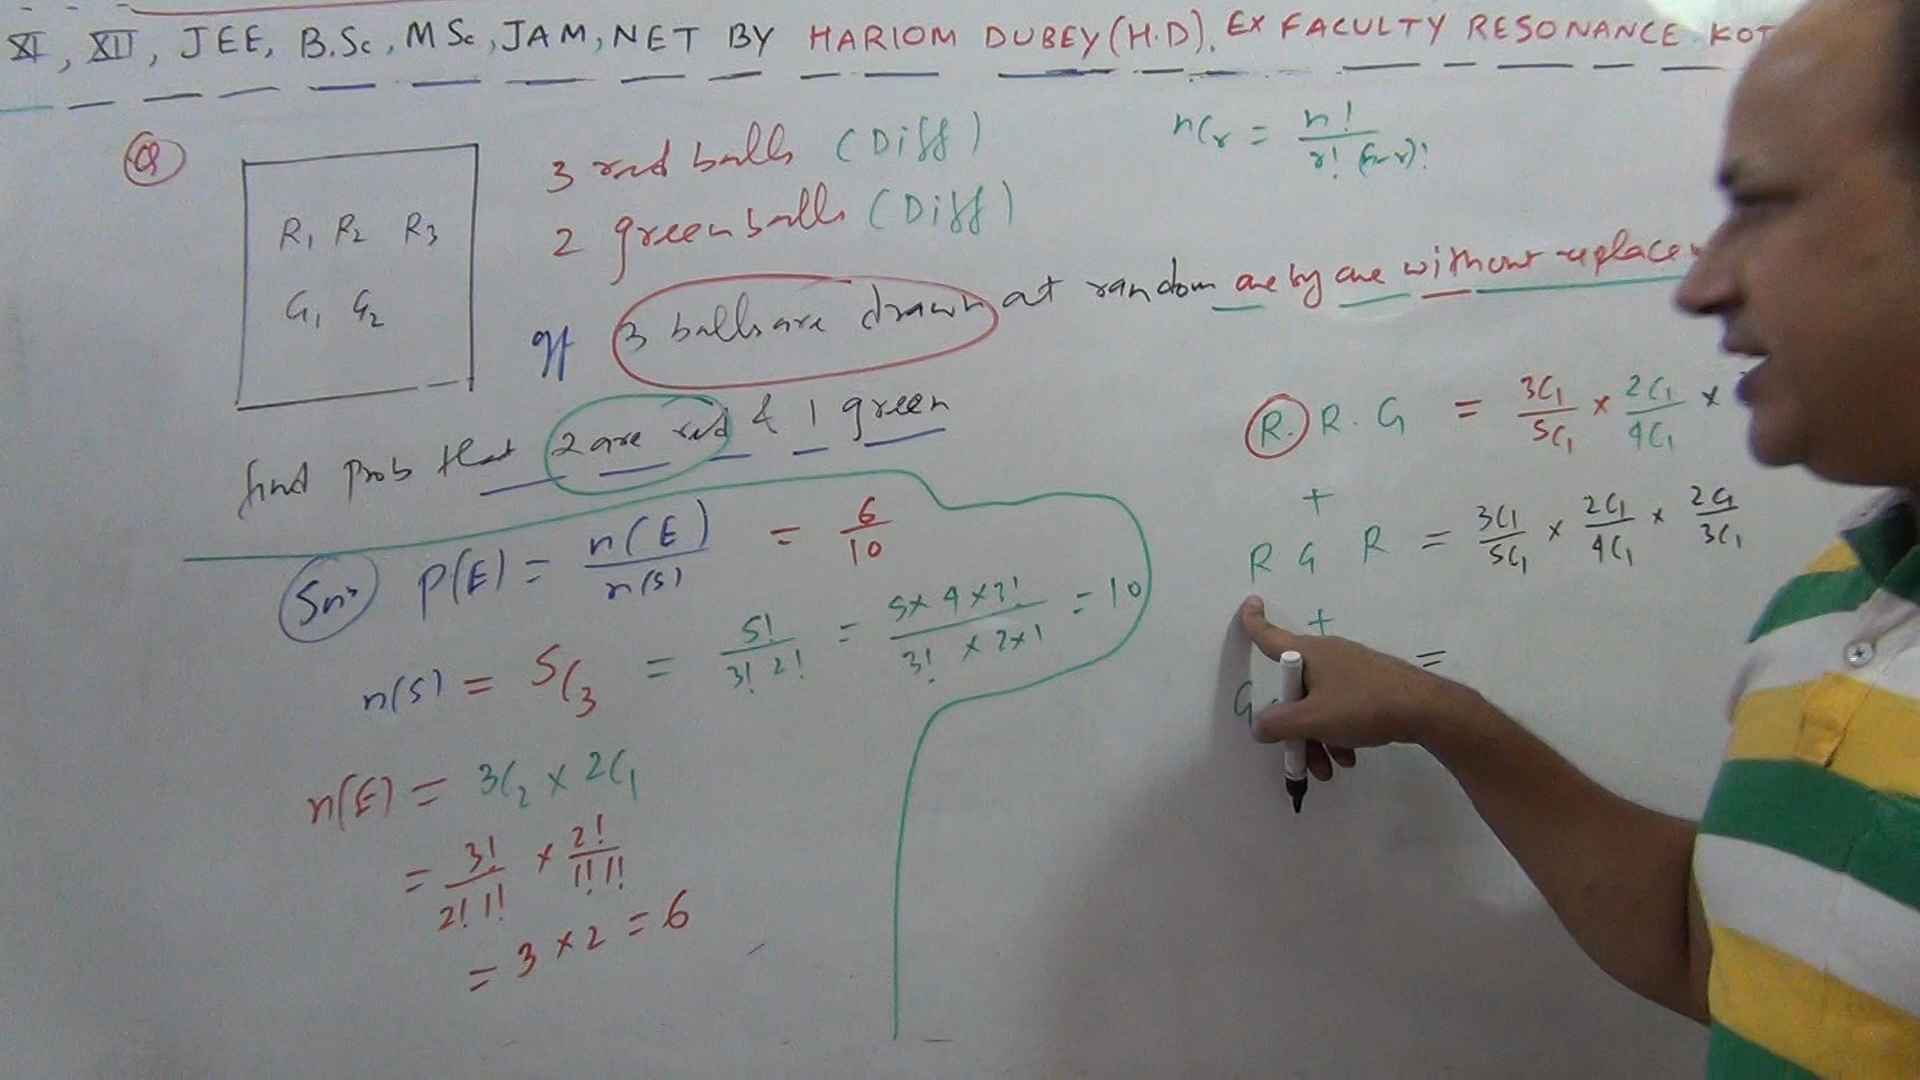 XI, XII, JEE, B.Sc, MSc, JAM, NET BY HARIOM DUBEY (H.D). EX FACULTY RESONANCE KOT
Q
R1 R2 R3
G1 G2
3 red balls (Diff)
2 green balls (Diff)
nCr = n! / r! (n-r)!
If 3 balls are drawn at random one by one without replace
find prob that 2 are red & 1 green
Soln P(E) = n(E) / n(S) = 6/10
n(S) = 5C3 = 5! / 3! 2! = 5 × 4 × 3! / 3! × 2×1 = 10
n(E) = 3C2 × 2C1
= 3! / 2! 1! × 2! / 1! 1!
= 3 × 2 = 6
R. R. G = 3C1 / 5C1 × 2C1 / 4C1 ×
+
R G R = 3C1 / 5C1 × 2C1 / 4C1 × 2C1 / 3C1
+
G =